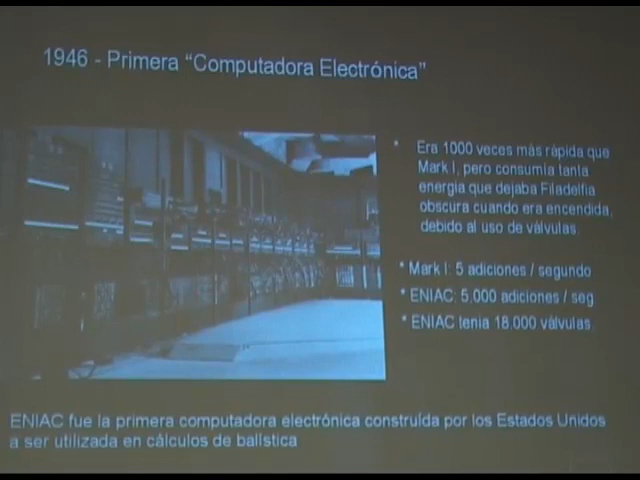 1946 - Primera "Computadora Electrónica"
* Era 1000 veces más rápida que
Mark I, pero consumía tanta
energía que dejaba Filadelfia
obscura cuando era encendida,
debido al uso de válvulas.
* Mark I: 5 adiciones / segundo
* ENIAC: 5,000 adiciones / seg
* ENIAC tenia 18,000 válvulas
ENIAC fue la primera computadora electrónica construída por los Estados Unidos
a ser utilizada en cálculos de balística